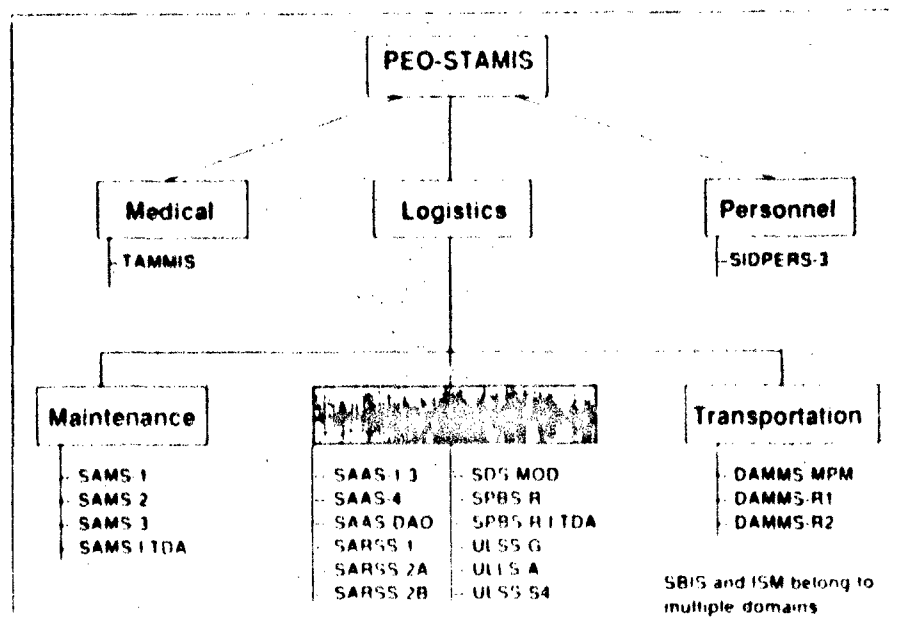 PEO-STAMIS
Medical
Logistics
Personnel
TAMMIS
SIDPERS-3
Maintenance
Transportation
SAMS-1
SAMS 2
SAMS 3
SAMS-I TDA
SAAS-1 3
SAAS-4
SAAS DAO
SARSS 1
SARSS 2A
SARSS 2B
SDS MOD
SPBS R
SPBS R I TDA
ULSS G
ULLS A
ULSS S4
DAMMS MPM
DAMMS-R1
DAMMS-R2
SBIS and ISM belong to
multiple domains